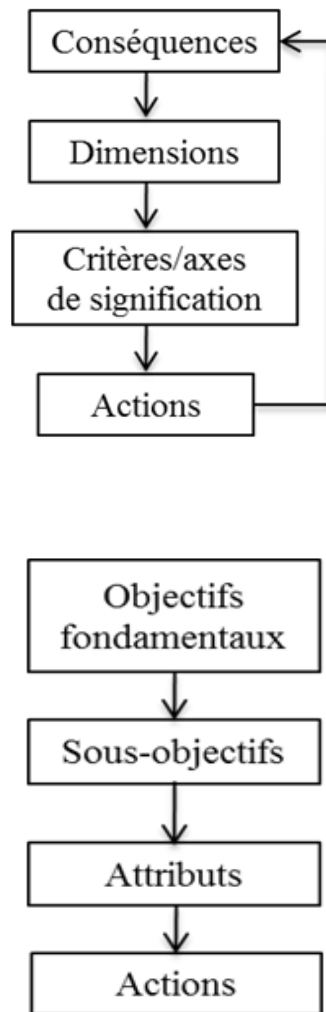 Conséquences
Dimensions
Critères/axes
de signification
Actions
Objectifs
fondamentaux
Sous-objectifs
Attributs
Actions